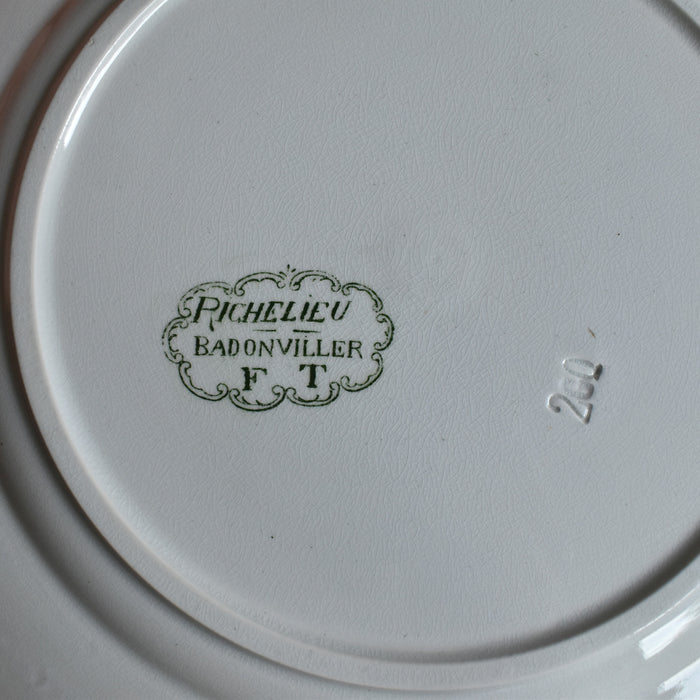 RICHELIEU
BADONVILLER
F T
260